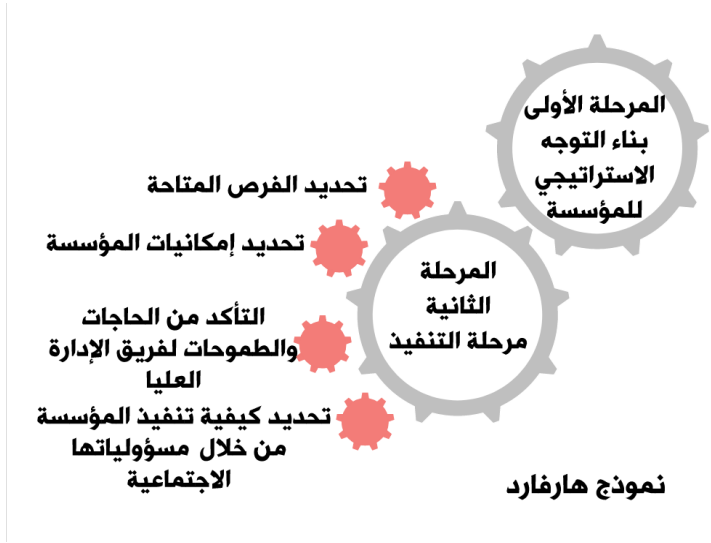 المرحلة الأولى
بناء التوجه
الاستراتيجي
للمؤسسة
المرحلة
الثانية
مرحلة التنفيذ
تحديد الفرص المتاحة
تحديد إمكانيات المؤسسة
التأكد من الحاجات
والطموحات لفريق الإدارة
العليا
تحديد كيفية تنفيذ المؤسسة
من خلال مسؤولياتها
الاجتماعية
نموذج هارفارد